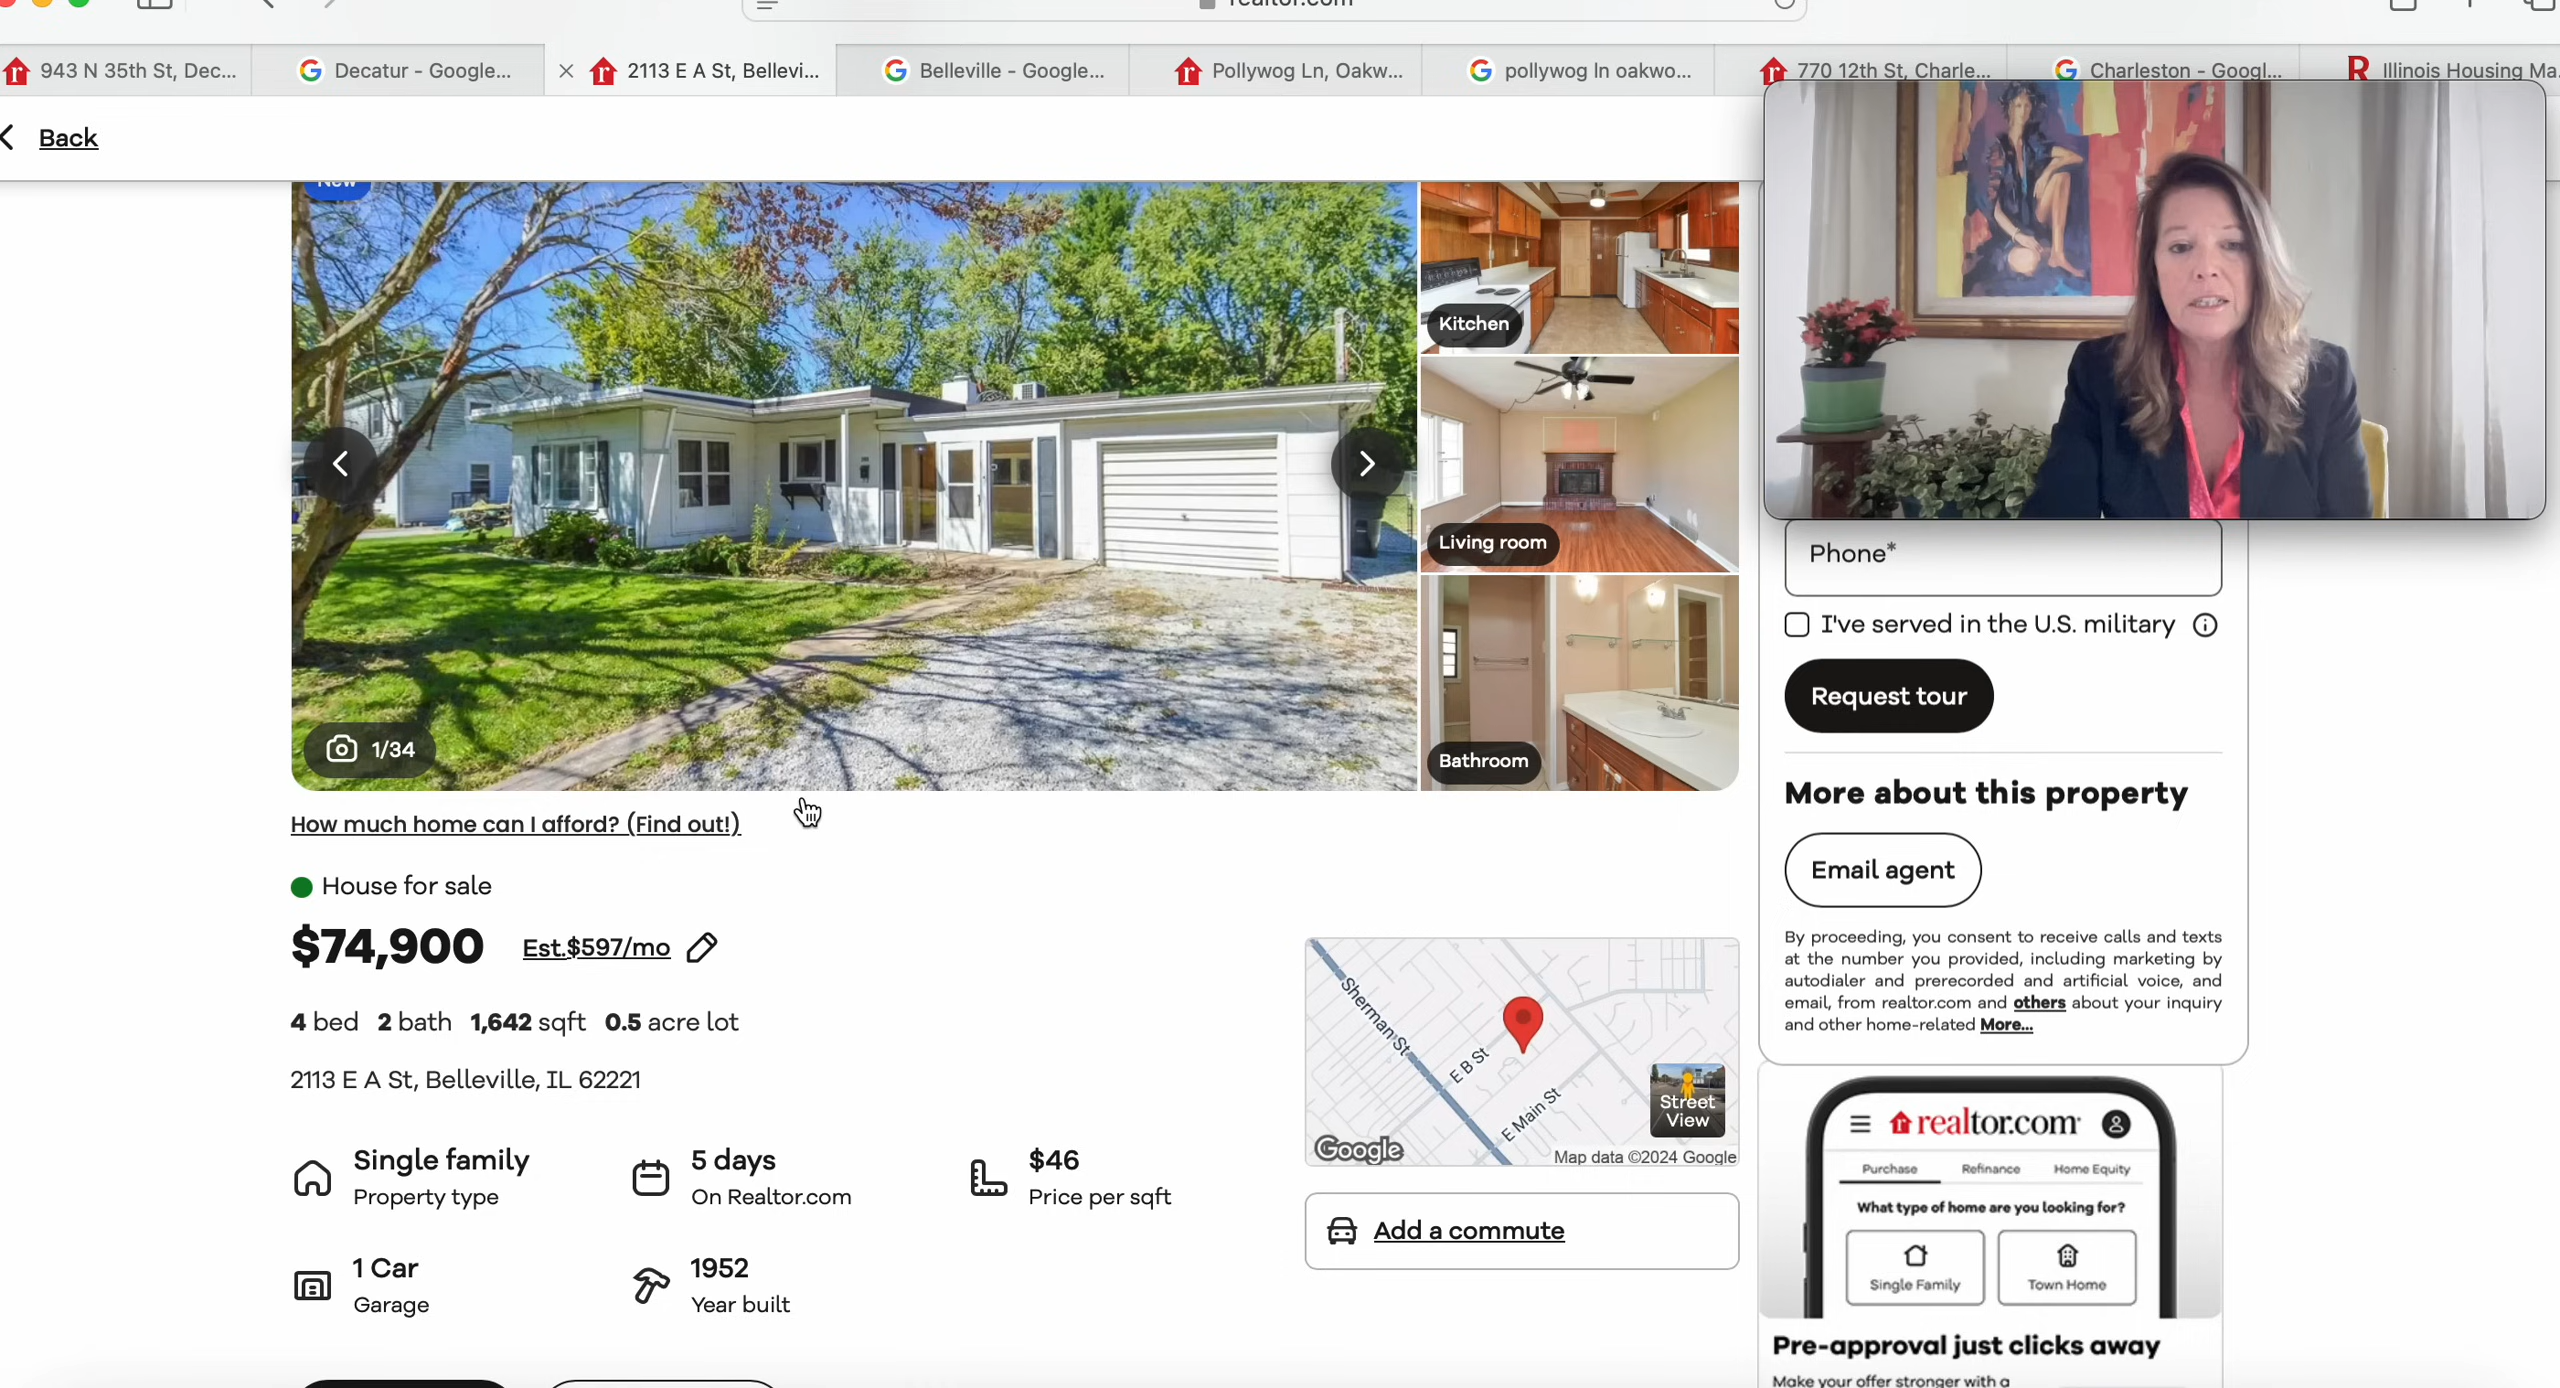 realtor.com
943 N 35th St, Dec...
Decatur - Google...
2113 E A St, Bellevi...
Belleville - Google...
Pollywog Ln, Oakw...
pollywog ln oakwo...
770 12th St, Charle...
Charleston - Googl...
Illinois Housing Ma
Back
New
Kitchen
Living room
Bathroom
1/34
How much home can I afford? (Find out!)
House for sale
$74,900
Est.$597/mo
4 bed 2 bath 1,642 sqft 0.5 acre lot
2113 E A St, Belleville, IL 62221
Single family
Property type
5 days
On Realtor.com
$46
Price per sqft
1 Car
Garage
1952
Year built
Sherman St
E B St
E Main St
Street
View
Google
Map data ©2024 Google
Add a commute
Phone*
I've served in the U.S. military
Request tour
More about this property
Email agent
By proceeding, you consent to receive calls and texts
at the number you provided, including marketing by
autodialer and prerecorded and artificial voice, and
email, from realtor.com and others about your inquiry
and other home-related More...
realtor.com
Purchase
Refinance
Home Equity
What type of home are you looking for?
Single Family
Town Home
Pre-approval just clicks away
Make your offer stronger with a